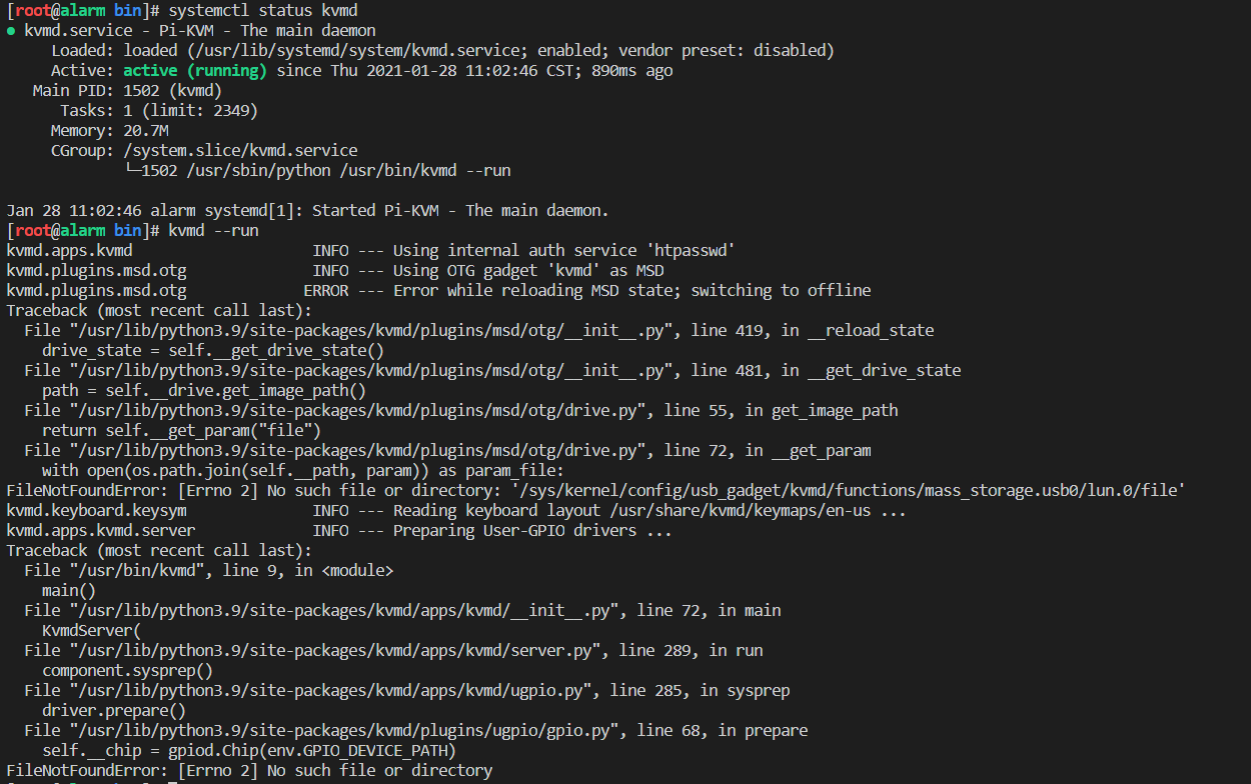 [root@alarm bin]# systemctl status kvmd
● kvmd.service - Pi-KVM - The main daemon
     Loaded: loaded (/usr/lib/systemd/system/kvmd.service; enabled; vendor preset: disabled)
     Active: active (running) since Thu 2021-01-28 11:02:46 CST; 890ms ago
   Main PID: 1502 (kvmd)
      Tasks: 1 (limit: 2349)
     Memory: 20.7M
     CGroup: /system.slice/kvmd.service
             └─1502 /usr/sbin/python /usr/bin/kvmd --run
Jan 28 11:02:46 alarm systemd[1]: Started Pi-KVM - The main daemon.
[root@alarm bin]# kvmd --run
kvmd.apps.kvmd                    INFO --- Using internal auth service 'htpasswd'
kvmd.plugins.msd.otg              INFO --- Using OTG gadget 'kvmd' as MSD
kvmd.plugins.msd.otg             ERROR --- Error while reloading MSD state; switching to offline
Traceback (most recent call last):
  File "/usr/lib/python3.9/site-packages/kvmd/plugins/msd/otg/__init__.py", line 419, in __reload_state
    drive_state = self.__get_drive_state()
  File "/usr/lib/python3.9/site-packages/kvmd/plugins/msd/otg/__init__.py", line 481, in __get_drive_state
    path = self.__drive.get_image_path()
  File "/usr/lib/python3.9/site-packages/kvmd/plugins/msd/otg/drive.py", line 55, in get_image_path
    return self.__get_param("file")
  File "/usr/lib/python3.9/site-packages/kvmd/plugins/msd/otg/drive.py", line 72, in __get_param
    with open(os.path.join(self.__path, param)) as param_file:
FileNotFoundError: [Errno 2] No such file or directory: '/sys/kernel/config/usb_gadget/kvmd/functions/mass_storage.usb0/lun.0/file'
kvmd.keyboard.keysym              INFO --- Reading keyboard layout /usr/share/kvmd/keymaps/en-us ...
kvmd.apps.kvmd.server             INFO --- Preparing User-GPIO drivers ...
Traceback (most recent call last):
  File "/usr/bin/kvmd", line 9, in <module>
    main()
  File "/usr/lib/python3.9/site-packages/kvmd/apps/kvmd/__init__.py", line 72, in main
    KvmdServer(
  File "/usr/lib/python3.9/site-packages/kvmd/apps/kvmd/server.py", line 289, in run
    component.sysprep()
  File "/usr/lib/python3.9/site-packages/kvmd/apps/kvmd/ugpio.py", line 285, in sysprep
    driver.prepare()
  File "/usr/lib/python3.9/site-packages/kvmd/plugins/ugpio/gpio.py", line 68, in prepare
    self.__chip = gpiod.Chip(env.GPIO_DEVICE_PATH)
FileNotFoundError: [Errno 2] No such file or directory